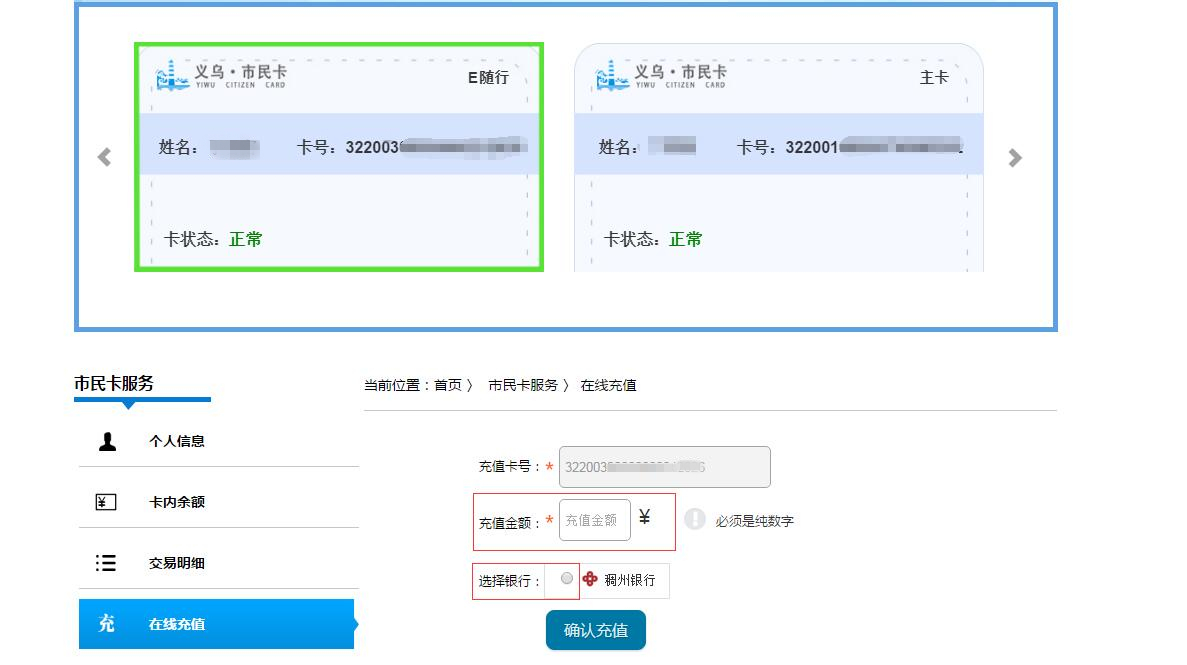 义乌·市民卡
YIWU CITIZEN CARD
E随行
姓名：
卡号：322003
卡状态：正常
义乌·市民卡
YIWU CITIZEN CARD
主卡
姓名：
卡号：322001
卡状态：正常
市民卡服务
个人信息
卡内余额
交易明细
充 在线充值
当前位置：首页 〉 市民卡服务 〉 在线充值
充值卡号：* 322003
充值金额：* 充值金额 ¥ 必须是纯数字
选择银行： 稠州银行
确认充值